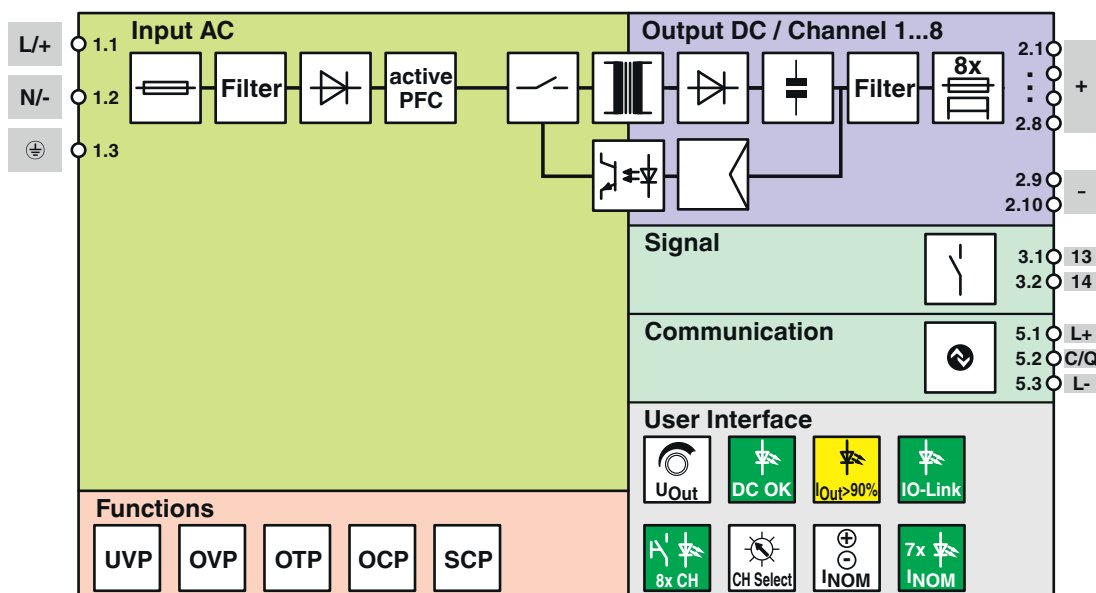 Input AC
Output DC / Channel 1...8
L/+
1.1
N/-
1.2
1.3
Filter
active
PFC
Filter
8x
2.1
2.8
+
2.9
2.10
-
Signal
3.1
13
3.2
14
Communication
5.1
L+
5.2
C/Q
5.3
L-
User Interface
UOut
DC OK
IOut>90%
IO-Link
8x CH
CH Select
+
-
INOM
7x
INOM
Functions
UVP
OVP
OTP
OCP
SCP